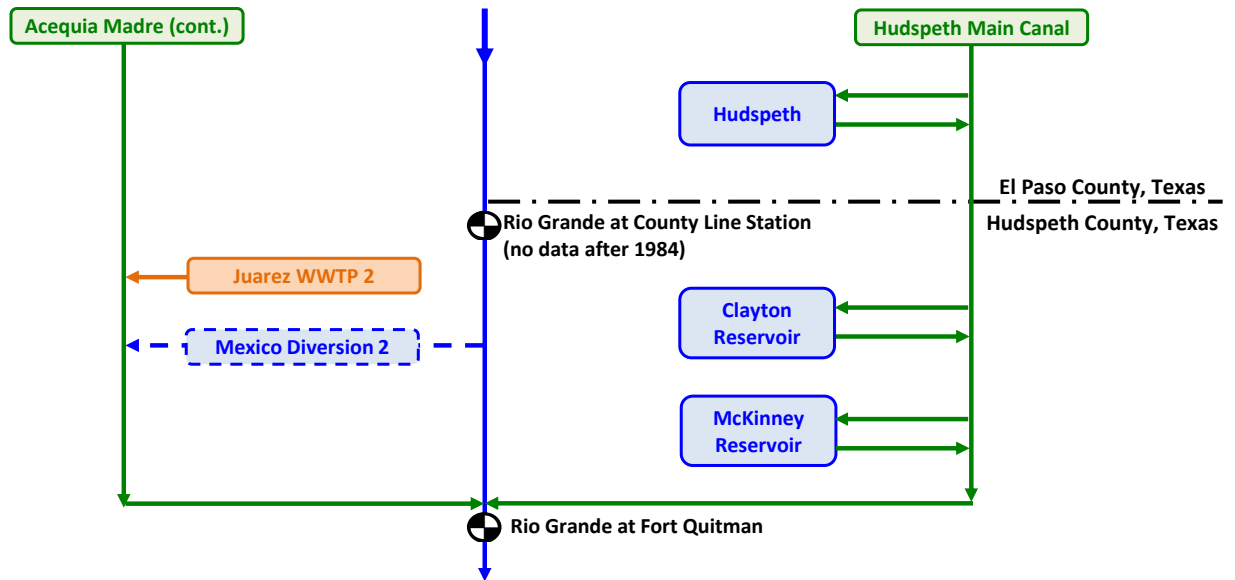 Acequia Madre (cont.)
Hudspeth Main Canal
Hudspeth
El Paso County, Texas
Hudspeth County, Texas
Rio Grande at County Line Station
(no data after 1984)
Juarez WWTP 2
Clayton
Reservoir
Mexico Diversion 2
McKinney
Reservoir
Rio Grande at Fort Quitman